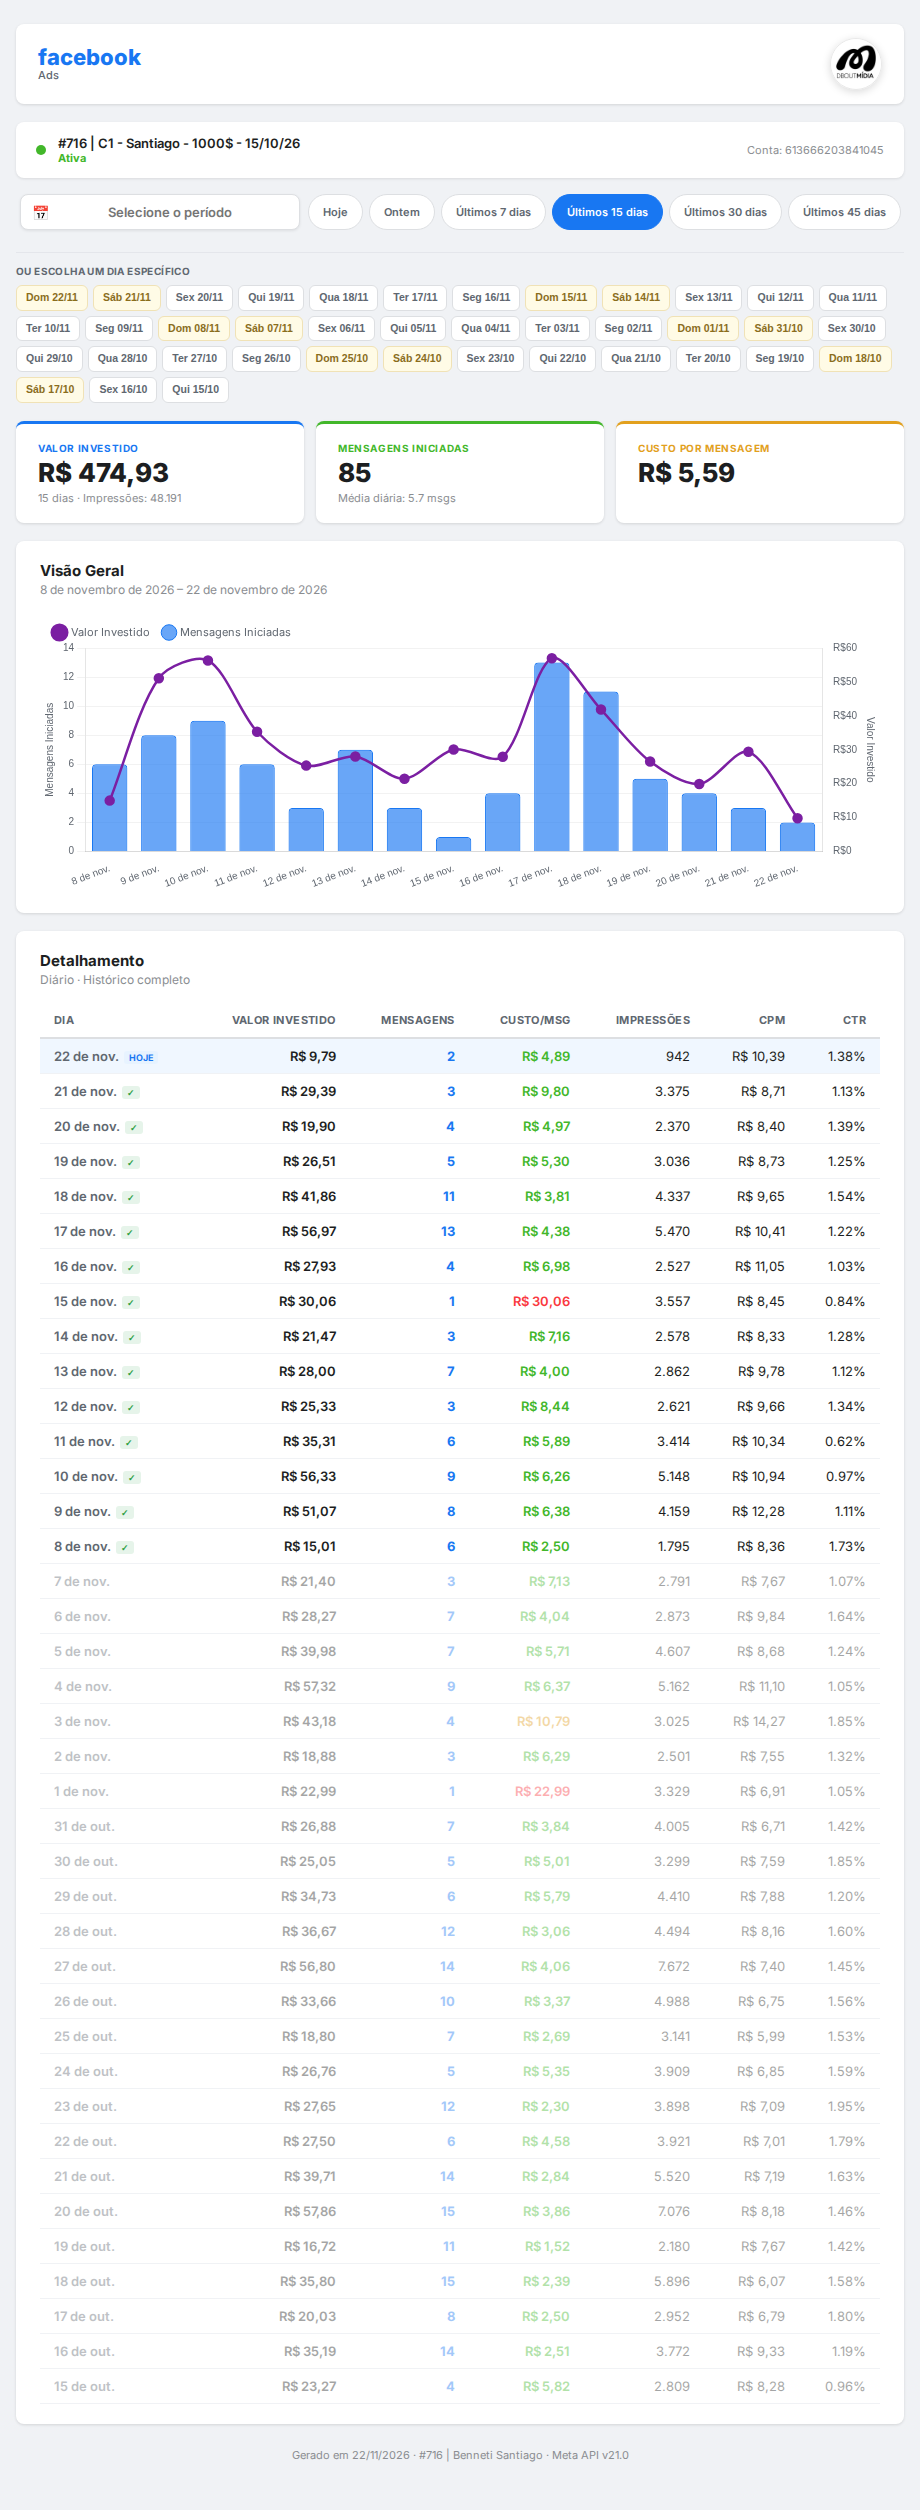 facebook
Ads
DBOUTMÍDIA
#716 | C1 - Santiago - 1000$ - 15/10/26
Ativa
Conta: 613666203841045
📅 Selecione o período Hoje Ontem Últimos 7 dias Últimos 15 dias Últimos 30 dias Últimos 45 dias
OU ESCOLHA UM DIA ESPECÍFICO
Dom 22/11 Sáb 21/11 Sex 20/11 Qui 19/11 Qua 18/11 Ter 17/11 Seg 16/11 Dom 15/11 Sáb 14/11 Sex 13/11 Qui 12/11 Qua 11/11
Ter 10/11 Seg 09/11 Dom 08/11 Sáb 07/11 Sex 06/11 Qui 05/11 Qua 04/11 Ter 03/11 Seg 02/11 Dom 01/11 Sáb 31/10 Sex 30/10
Qui 29/10 Qua 28/10 Ter 27/10 Seg 26/10 Dom 25/10 Sáb 24/10 Sex 23/10 Qui 22/10 Qua 21/10 Ter 20/10 Seg 19/10 Dom 18/10
Sáb 17/10 Sex 16/10 Qui 15/10
VALOR INVESTIDO
R$ 474,93
15 dias · Impressões: 48.191
MENSAGENS INICIADAS
85
Média diária: 5.7 msgs
CUSTO POR MENSAGEM
R$ 5,59
Visão Geral
8 de novembro de 2026 – 22 de novembro de 2026
Valor Investido Mensagens Iniciadas
Mensagens Iniciadas
14
12
10
8
6
4
2
0
R$60
R$50
R$40
R$30
R$20
R$10
R$0
Valor Investido
8 de nov. 9 de nov. 10 de nov. 11 de nov. 12 de nov. 13 de nov. 14 de nov. 15 de nov. 16 de nov. 17 de nov. 18 de nov. 19 de nov. 20 de nov. 21 de nov. 22 de nov.
Detalhamento
Diário · Histórico completo
DIA VALOR INVESTIDO MENSAGENS CUSTO/MSG IMPRESSÕES CPM CTR
22 de nov. HOJE R$ 9,79 2 R$ 4,89 942 R$ 10,39 1.38%
21 de nov. ✓ R$ 29,39 3 R$ 9,80 3.375 R$ 8,71 1.13%
20 de nov. ✓ R$ 19,90 4 R$ 4,97 2.370 R$ 8,40 1.39%
19 de nov. ✓ R$ 26,51 5 R$ 5,30 3.036 R$ 8,73 1.25%
18 de nov. ✓ R$ 41,86 11 R$ 3,81 4.337 R$ 9,65 1.54%
17 de nov. ✓ R$ 56,97 13 R$ 4,38 5.470 R$ 10,41 1.22%
16 de nov. ✓ R$ 27,93 4 R$ 6,98 2.527 R$ 11,05 1.03%
15 de nov. ✓ R$ 30,06 1 R$ 30,06 3.557 R$ 8,45 0.84%
14 de nov. ✓ R$ 21,47 3 R$ 7,16 2.578 R$ 8,33 1.28%
13 de nov. ✓ R$ 28,00 7 R$ 4,00 2.862 R$ 9,78 1.12%
12 de nov. ✓ R$ 25,33 3 R$ 8,44 2.621 R$ 9,66 1.34%
11 de nov. ✓ R$ 35,31 6 R$ 5,89 3.414 R$ 10,34 0.62%
10 de nov. ✓ R$ 56,33 9 R$ 6,26 5.148 R$ 10,94 0.97%
9 de nov. ✓ R$ 51,07 8 R$ 6,38 4.159 R$ 12,28 1.11%
8 de nov. ✓ R$ 15,01 6 R$ 2,50 1.795 R$ 8,36 1.73%
7 de nov. R$ 21,40 3 R$ 7,13 2.791 R$ 7,67 1.07%
6 de nov. R$ 28,27 7 R$ 4,04 2.873 R$ 9,84 1.64%
5 de nov. R$ 39,98 7 R$ 5,71 4.607 R$ 8,68 1.24%
4 de nov. R$ 57,32 9 R$ 6,37 5.162 R$ 11,10 1.05%
3 de nov. R$ 43,18 4 R$ 10,79 3.025 R$ 14,27 1.85%
2 de nov. R$ 18,88 3 R$ 6,29 2.501 R$ 7,55 1.32%
1 de nov. R$ 22,99 1 R$ 22,99 3.329 R$ 6,91 1.05%
31 de out. R$ 26,88 7 R$ 3,84 4.005 R$ 6,71 1.42%
30 de out. R$ 25,05 5 R$ 5,01 3.299 R$ 7,59 1.85%
29 de out. R$ 34,73 6 R$ 5,79 4.410 R$ 7,88 1.20%
28 de out. R$ 36,67 12 R$ 3,06 4.494 R$ 8,16 1.60%
27 de out. R$ 56,80 14 R$ 4,06 7.672 R$ 7,40 1.45%
26 de out. R$ 33,66 10 R$ 3,37 4.988 R$ 6,75 1.56%
25 de out. R$ 18,80 7 R$ 2,69 3.141 R$ 5,99 1.53%
24 de out. R$ 26,76 5 R$ 5,35 3.909 R$ 6,85 1.59%
23 de out. R$ 27,65 12 R$ 2,30 3.898 R$ 7,09 1.95%
22 de out. R$ 27,50 6 R$ 4,58 3.921 R$ 7,01 1.79%
21 de out. R$ 39,71 14 R$ 2,84 5.520 R$ 7,19 1.63%
20 de out. R$ 57,86 15 R$ 3,86 7.076 R$ 8,18 1.46%
19 de out. R$ 16,72 11 R$ 1,52 2.180 R$ 7,67 1.42%
18 de out. R$ 35,80 15 R$ 2,39 5.896 R$ 6,07 1.58%
17 de out. R$ 20,03 8 R$ 2,50 2.952 R$ 6,79 1.80%
16 de out. R$ 35,19 14 R$ 2,51 3.772 R$ 9,33 1.19%
15 de out. R$ 23,27 4 R$ 5,82 2.809 R$ 8,28 0.96%
Gerado em 22/11/2026 · #716 | Benneti Santiago · Meta API v21.0